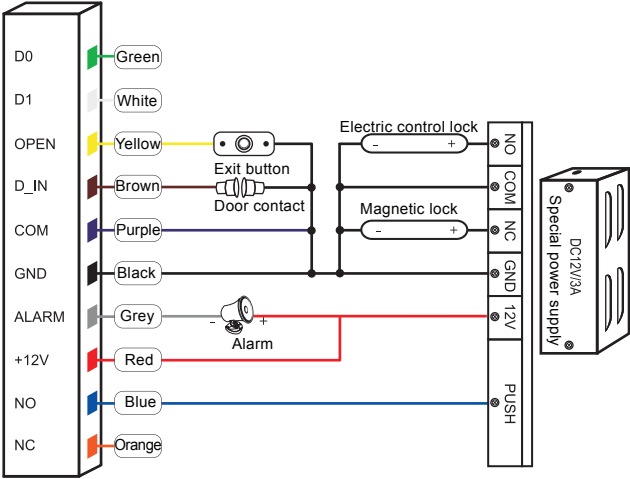 D0 Green
D1 White
OPEN Yellow
Exit button
D_IN Brown
Door contact
COM Purple
GND Black
ALARM Grey - +
Alarm
+12V Red
NO Blue
NC Orange
Electric control lock
- +
Magnetic lock
- +
NO
COM
NC
GND
12V
PUSH
DC12V/3A
Special power supply